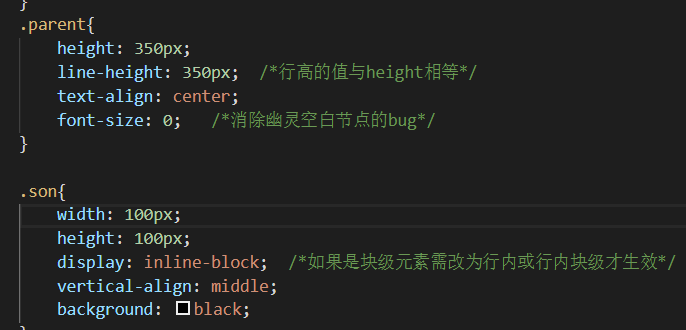 }
.parent{
height: 350px;
line-height: 350px; /*行高的值与height相等*/
text-align: center;
font-size: 0; /*消除幽灵空白节点的bug*/
}
.son{
width: 100px;
height: 100px;
display: inline-block; /*如果是块级元素需改为行内或行内块级才生效*/
vertical-align: middle;
background: black;
}